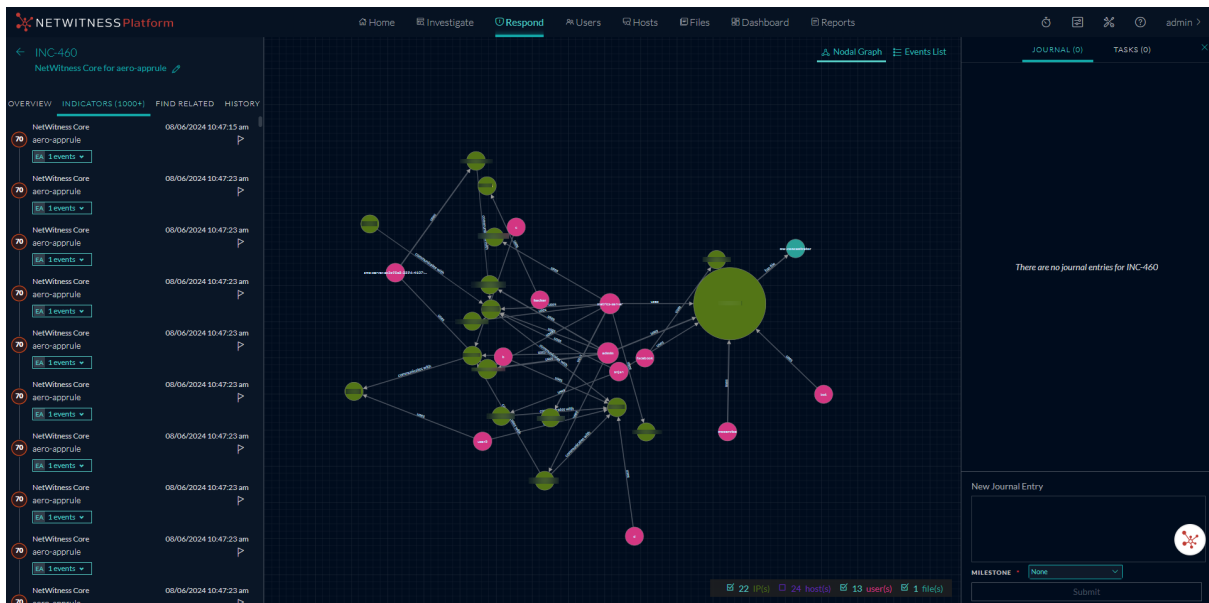 NETWITNESS Platform
Home Investigate Respond Users Hosts Files Dashboard Reports admin >
INC-460
NetWitness Core for aero-apprule
OVERVIEW INDICATORS (1000+) FIND RELATED HISTORY
Nodal Graph Events List
JOURNAL (0) TASKS (0) X
NetWitness Core 08/06/2024 10:47:15 am
70 aero-apprule
EA 1 events
NetWitness Core 08/06/2024 10:47:23 am
70 aero-apprule
EA 1 events
NetWitness Core 08/06/2024 10:47:23 am
70 aero-apprule
EA 1 events
NetWitness Core 08/06/2024 10:47:23 am
70 aero-apprule
EA 1 events
NetWitness Core 08/06/2024 10:47:23 am
70 aero-apprule
EA 1 events
NetWitness Core 08/06/2024 10:47:23 am
70 aero-apprule
EA 1 events
NetWitness Core 08/06/2024 10:47:23 am
70 aero-apprule
EA 1 events
NetWitness Core 08/06/2024 10:47:23 am
70 aero-apprule
EA 1 events
NetWitness Core 08/06/2024 10:47:23 am
70 aero-apprule
EA 1 events
NetWitness Core 08/06/2024 10:47:23 am
70 aero-apprule
communicates with
uses
has file
admin
22 IP(s) 24 host(s) 13 user(s) 1 file(s)
There are no journal entries for INC-460
New Journal Entry
MILESTONE * None
Submit